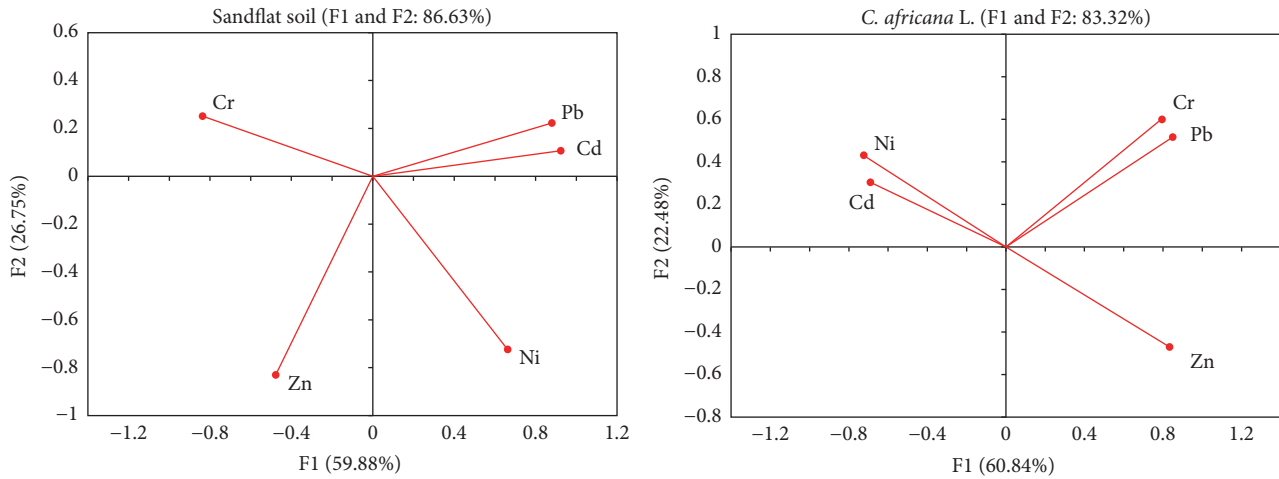 Sandflat soil (F1 and F2: 86.63%)
0.6
0.4
0.2
0
−0.2
−0.4
−0.6
−0.8
−1
F2 (26.75%)
Cr
Pb
Cd
Zn
Ni
−1.2
−0.8
−0.4
0
0.4
0.8
1.2
F1 (59.88%)
C. africana L. (F1 and F2: 83.32%)
1
0.8
0.6
0.4
0.2
0
−0.2
−0.4
−0.6
−0.8
F2 (22.48%)
Cr
Pb
Ni
Cd
Zn
−1.2
−0.8
−0.4
0
0.4
0.8
1.2
F1 (60.84%)